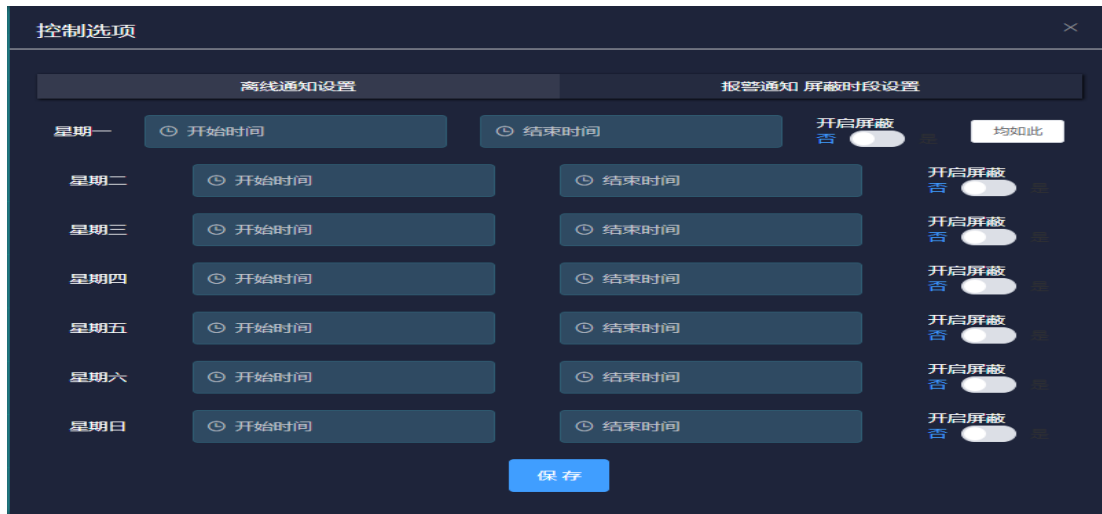 控制选项
离线通知设置 报警通知 屏蔽时段设置
星期一 开始时间 结束时间 开启屏蔽 否 是 均如此
星期二 开始时间 结束时间 开启屏蔽 否 是
星期三 开始时间 结束时间 开启屏蔽 否 是
星期四 开始时间 结束时间 开启屏蔽 否 是
星期五 开始时间 结束时间 开启屏蔽 否 是
星期六 开始时间 结束时间 开启屏蔽 否 是
星期日 开始时间 结束时间 开启屏蔽 否 是
保存